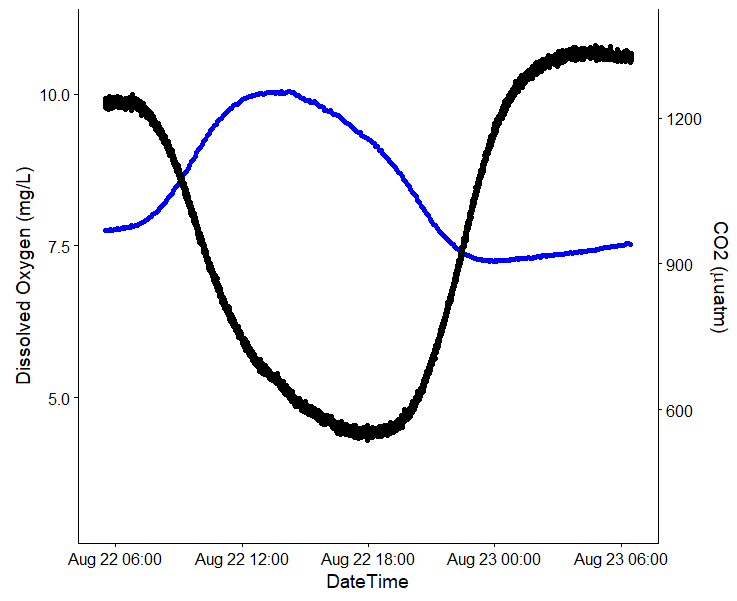 Dissolved Oxygen (mg/L)
10.0
7.5
5.0
1200
900
600
CO2 (μuatm)
Aug 22 06:00 Aug 22 12:00 Aug 22 18:00 Aug 23 00:00 Aug 23 06:00
DateTime